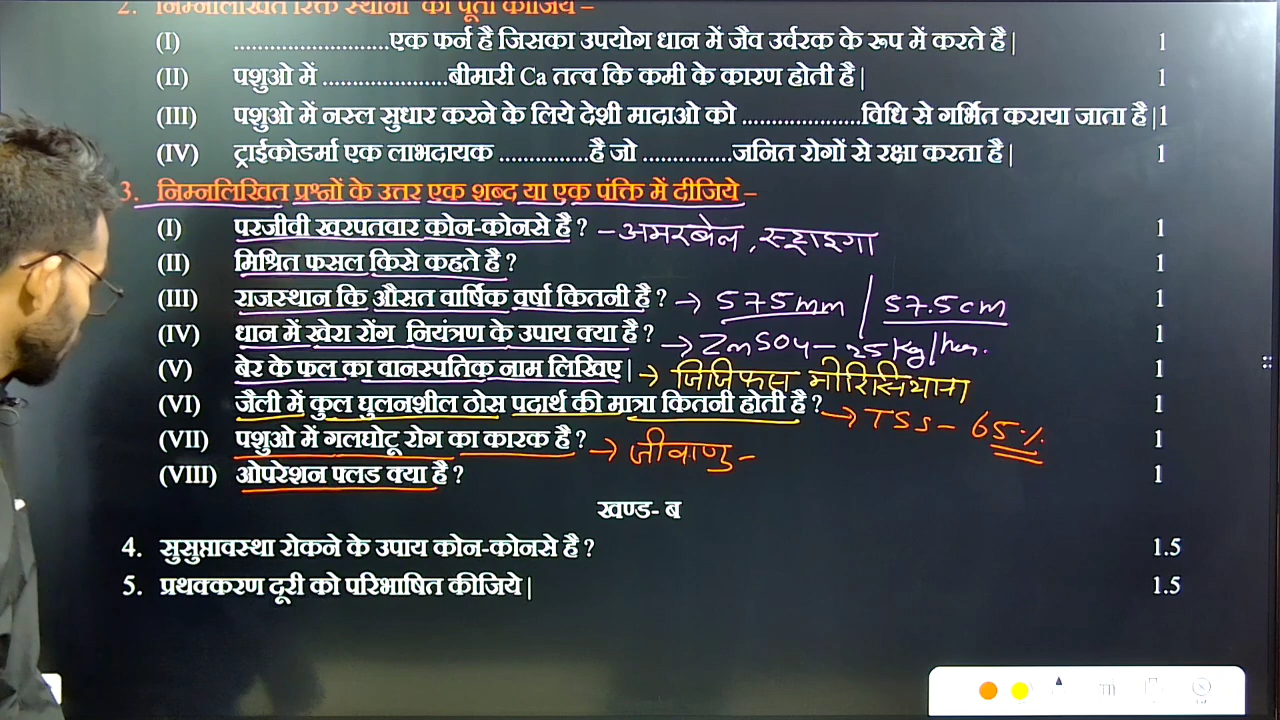 2. निम्नलिखित रिक्त स्थानों की पूर्ती कीजिये –
(I) ...........................एक फर्न है जिसका उपयोग धान में जैव उर्वरक के रूप में करते है | 1
(II) पशुओ में .....................बीमारी Ca तत्व कि कमी के कारण होती है | 1
(III) पशुओ में नस्ल सुधार करने के लिये देशी मादाओ को ....................विधि से गर्भित कराया जाता है | 1
(IV) ट्राईकोडर्मा एक लाभदायक ...............है जो ...............जनित रोगों से रक्षा करता है | 1
3. निम्नलिखित प्रश्नों के उत्तर एक शब्द या एक पंक्ति में दीजिये –
(I) परजीवी खरपतवार कोन-कोनसे है ? – अमरबेल, स्ट्राइगा 1
(II) मिश्रित फसल किसे कहते है ? 1
(III) राजस्थान कि औसत वार्षिक वर्षा कितनी है ? → 575mm / 57.5cm 1
(IV) धान में खेरा रोंग नियंत्रण के उपाय क्या है ? → ZnSO4 – 25 Kg/hac. 1
(V) बेर के फल का वानस्पतिक नाम लिखिए | → जिजिफस मोरिसियाना 1
(VI) जैली में कुल घुलनशील ठोस पदार्थ की मात्रा कितनी होती है ? → TSS – 65% 1
(VII) पशुओ में गलघोटू रोग का कारक है ? → जीवाणु – 1
(VIII) ओपरेशन पलड क्या है ? 1
खण्ड- ब
4. सुसुप्तावस्था रोकने के उपाय कोन-कोनसे है ? 1.5
5. प्रथक्करण दूरी को परिभाषित कीजिये | 1.5